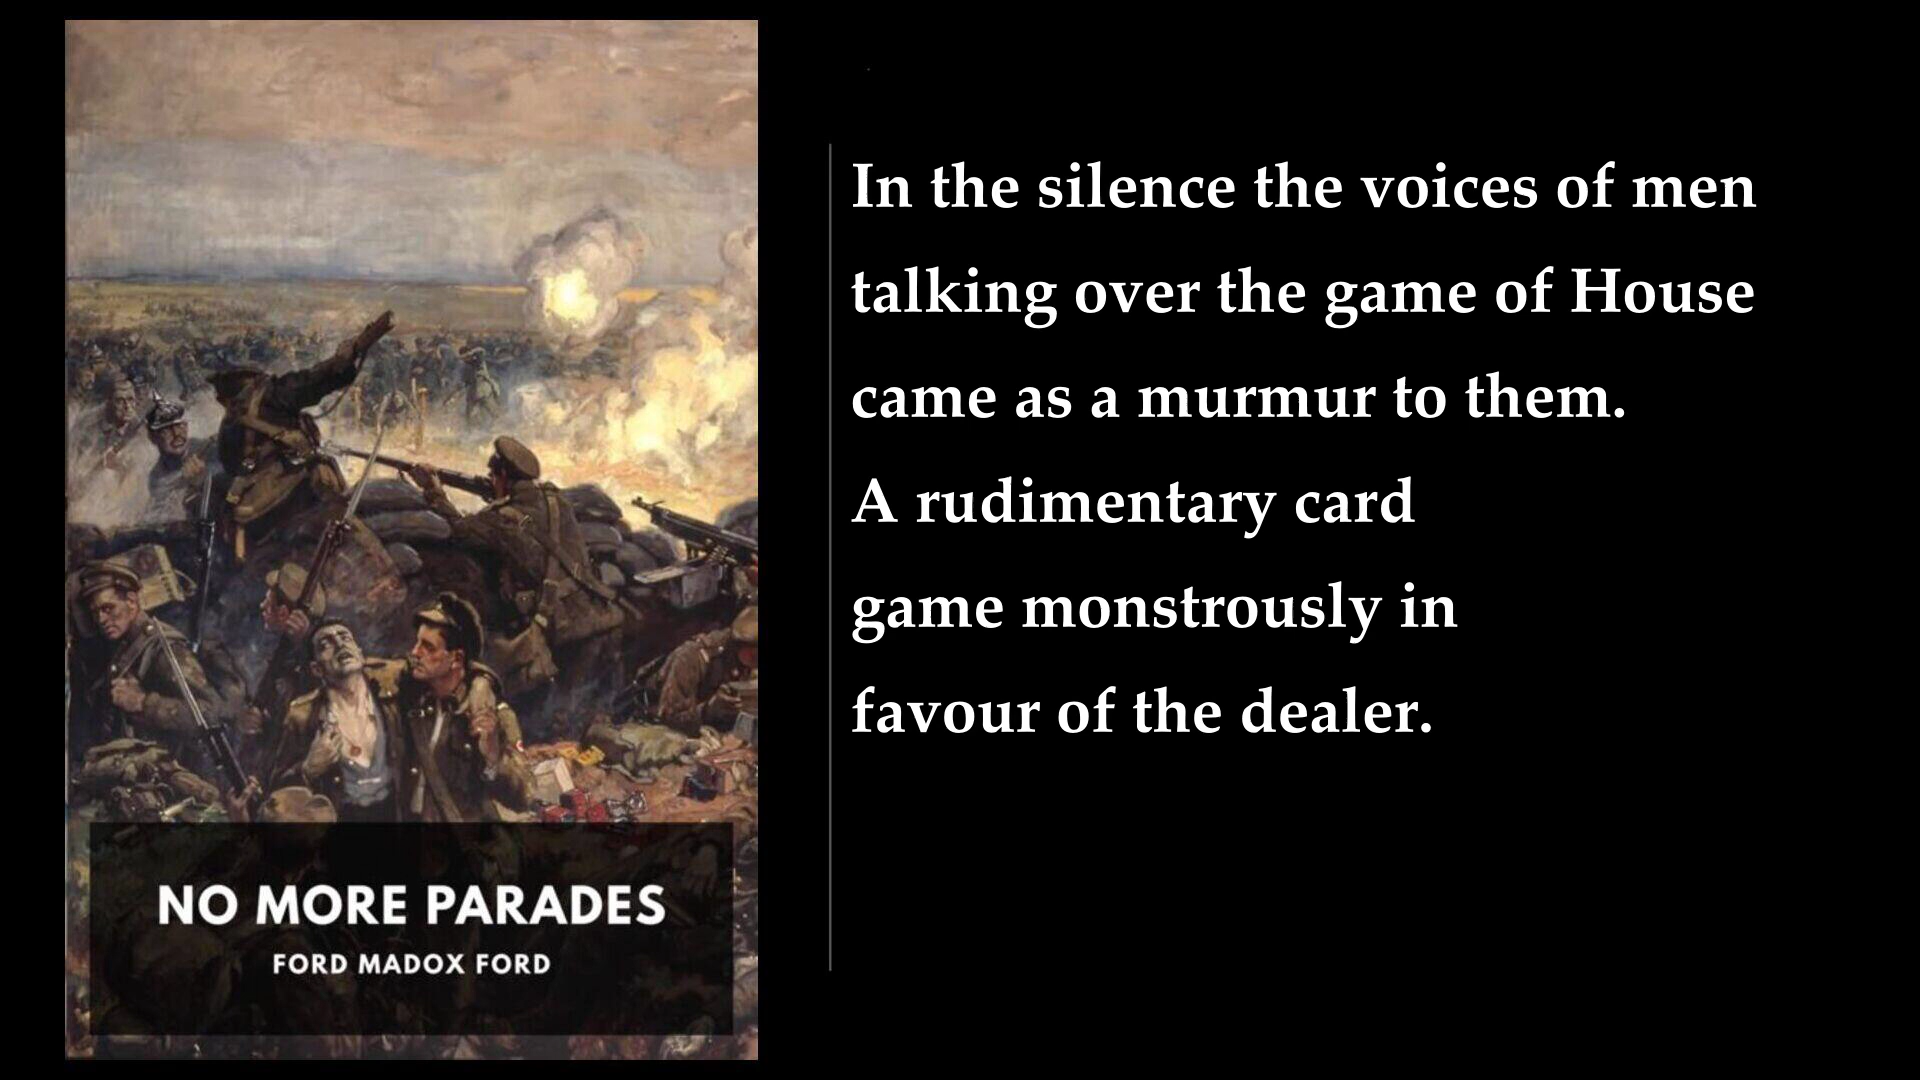 In the silence the voices of men
talking over the game of House
came as a murmur to them.
A rudimentary card
game monstrously in
favour of the dealer.
NO MORE PARADES
FORD MADOX FORD